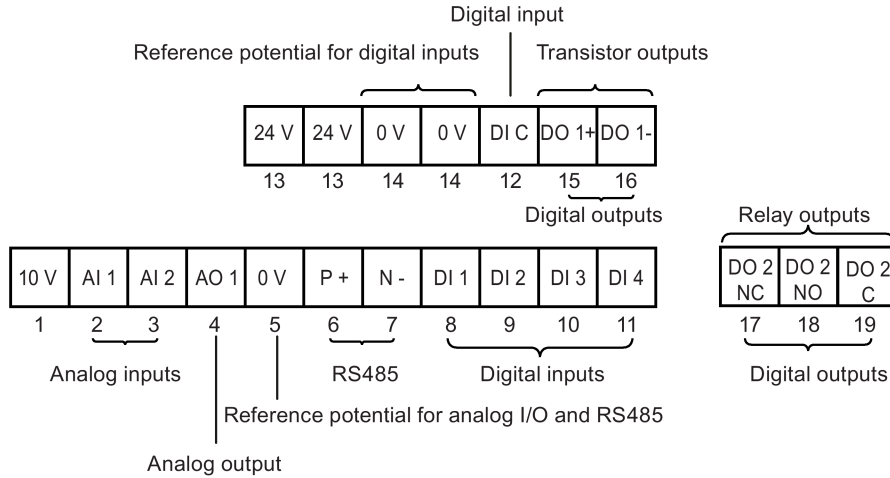 Digital input
Reference potential for digital inputs Transistor outputs
24 V 24 V 0 V 0 V DI C DO 1+ DO 1-
13 13 14 14 12 15 16
Digital outputs
Relay outputs
10 V AI 1 AI 2 AO 1 0 V P + N - DI 1 DI 2 DI 3 DI 4
DO 2 NC DO 2 NO DO 2 C
1 2 3 4 5 6 7 8 9 10 11 17 18 19
Analog inputs RS485 Digital inputs Digital outputs
Reference potential for analog I/O and RS485
Analog output